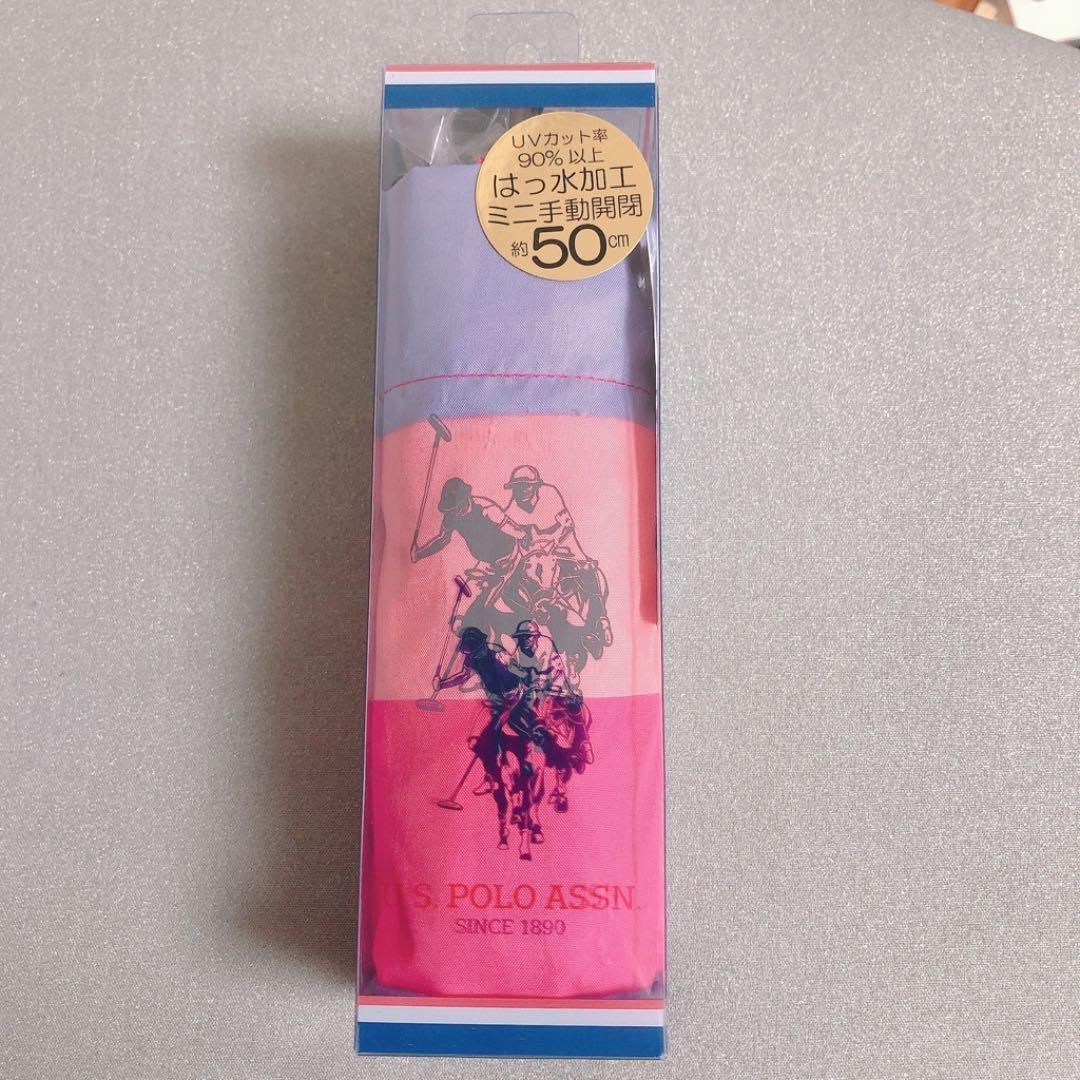 UVカット率
90%以上
はっ水加工
ミニ手動開閉
約50cm
U.S. POLO ASSN.
SINCE 1890